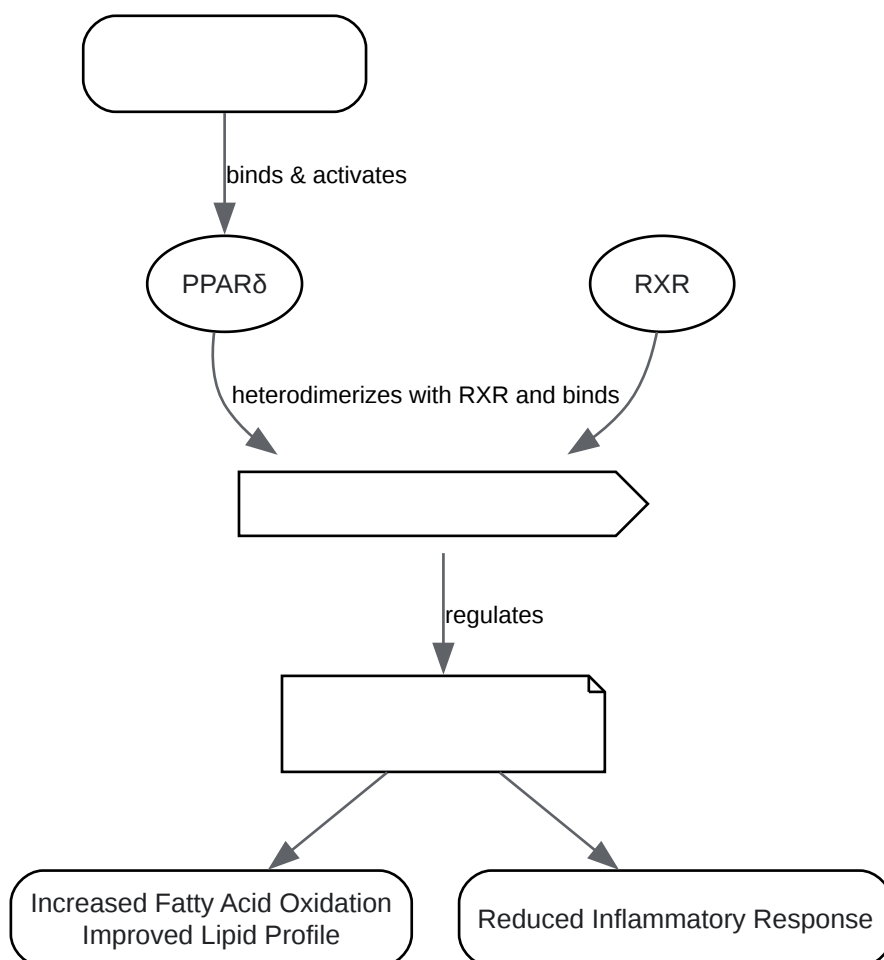 binds & activates
PPARδ
RXR
heterodimerizes with RXR and binds
regulates
Increased Fatty Acid Oxidation
Improved Lipid Profile
Reduced Inflammatory Response